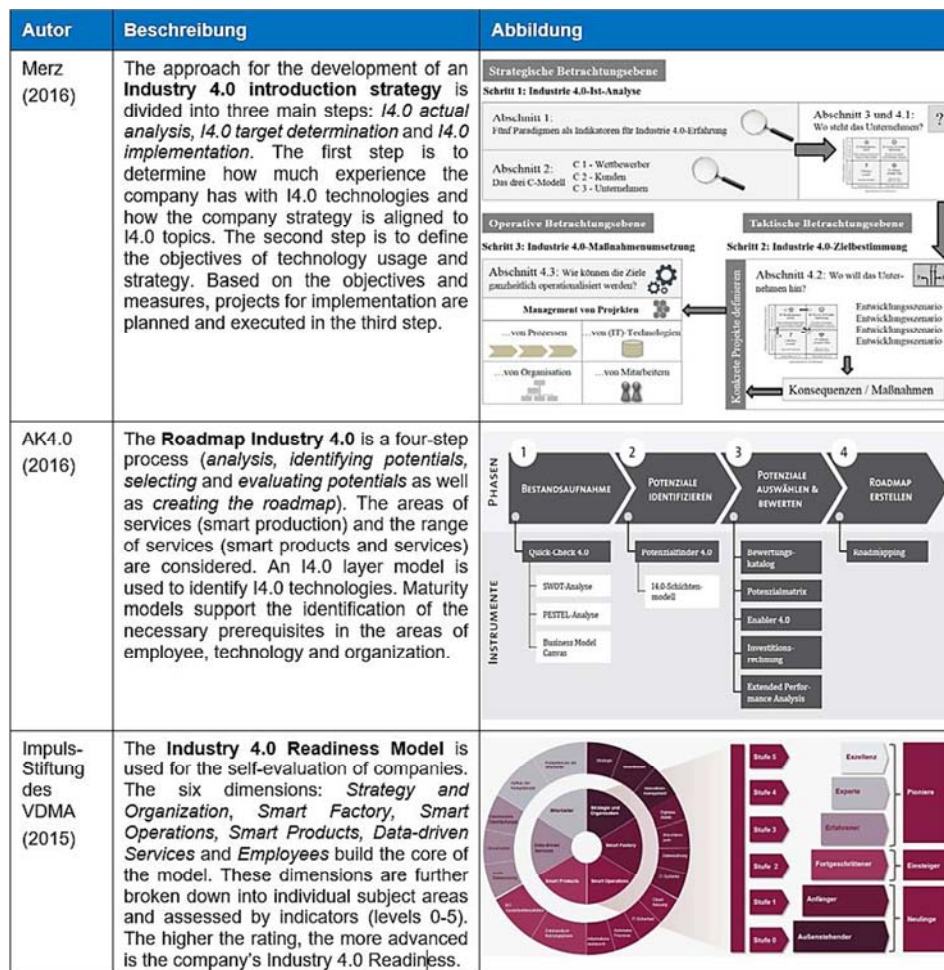 Autor
Beschreibung
Abbildung
Merz
(2016)
The approach for the development of an
Industry 4.0 introduction strategy is
divided into three main steps: I4.0 actual
analysis, I4.0 target determination and I4.0
implementation. The first step is to
determine how much experience the
company has with I4.0 technologies and
how the company strategy is aligned to
I4.0 topics. The second step is to define
the objectives of technology usage and
strategy. Based on the objectives and
measures, projects for implementation are
planned and executed in the third step.
Strategische Betrachtungsebene
Schritt 1: Industrie 4.0-Ist-Analyse
Abschnitt 1:
Fünf Paradigmen als Indikatoren für Industrie 4.0-Erfahrung
Abschnitt 2:
Das drei C-Modell
C 1 - Wettbewerber
C 2 - Kunden
C 3 - Unternehmen
Abschnitt 3 und 4.1:
Wo steht das Unternehmen?
?
Operative Betrachtungsebene
Schritt 3: Industrie 4.0-Maßnahmenumsetzung
Abschnitt 4.3: Wie können die Ziele
ganzheitlich operationalisiert werden?
Management von Projekten
…von Prozessen
…von (IT)-Technologien
…von Organisation
…von Mitarbeitern
Taktische Betrachtungsebene
Schritt 2: Industrie 4.0-Zielbestimmung
Konkrete Projekte definieren
Abschnitt 4.2: Wo will das Unter-
nehmen hin?
Entwicklungsszenario
Entwicklungsszenario
Entwicklungsszenario
Entwicklungsszenario
Konsequenzen / Maßnahmen
AK4.0
(2016)
The Roadmap Industry 4.0 is a four-step
process (analysis, identifying potentials,
selecting and evaluating potentials as well
as creating the roadmap). The areas of
services (smart production) and the range
of services (smart products and services)
are considered. An I4.0 layer model is
used to identify I4.0 technologies. Maturity
models support the identification of the
necessary prerequisites in the areas of
employee, technology and organization.
PHASEN
1
BESTANDSAUFNAHME
2
POTENZIALE
IDENTIFIZIEREN
3
POTENZIALE
AUSWÄHLEN &
BEWERTEN
4
ROADMAP
ERSTELLEN
INSTRUMENTE
Quick-Check 4.0
SWOT-Analyse
PESTEL-Analyse
Business Model
Canvas
Potenzialfinder 4.0
I4.0-Schichten-
modell
Bewertungs-
katalog
Potenzialmatrix
Enabler 4.0
Investitions-
rechnung
Extended Perfor-
mance Analysis
Roadmapping
Impuls-
Stiftung
des
VDMA
(2015)
The Industry 4.0 Readiness Model is
used for the self-evaluation of companies.
The six dimensions: Strategy and
Organization, Smart Factory, Smart
Operations, Smart Products, Data-driven
Services and Employees build the core of
the model. These dimensions are further
broken down into individual subject areas
and assessed by indicators (levels 0-5).
The higher the rating, the more advanced
is the company's Industry 4.0 Readiness.
Mitarbeiter
Strategie und
Organisation
Data-driven
Services
Smart Factory
Smart Products
Smart Operations
Strategie
Stufe 5
Exzellenz
Stufe 4
Experte
Pioniere
Stufe 3
Erfahrener
Stufe 2
Fortgeschrittener
Einsteiger
Stufe 1
Anfänger
Neulinge
Stufe 0
Außenstehender